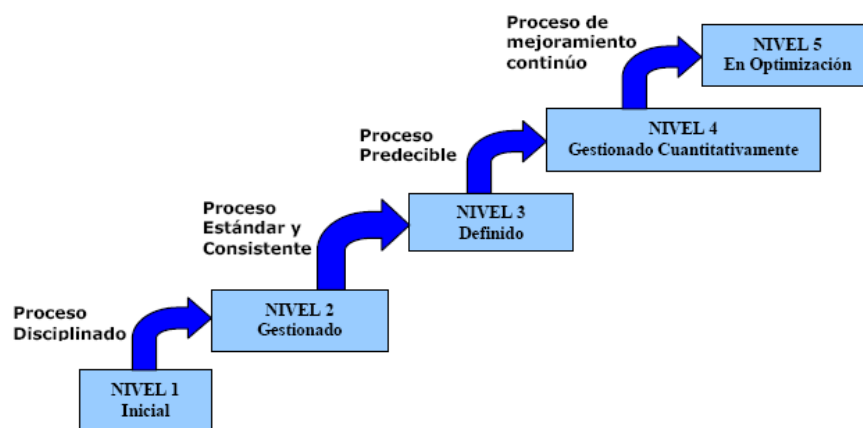 Proceso de
mejoramiento
continúo
NIVEL 5
En Optimización
Proceso
Predecible
NIVEL 4
Gestionado Cuantitativamente
Proceso
Estándar y
Consistente
NIVEL 3
Definido
Proceso
Disciplinado
NIVEL 2
Gestionado
NIVEL 1
Inicial